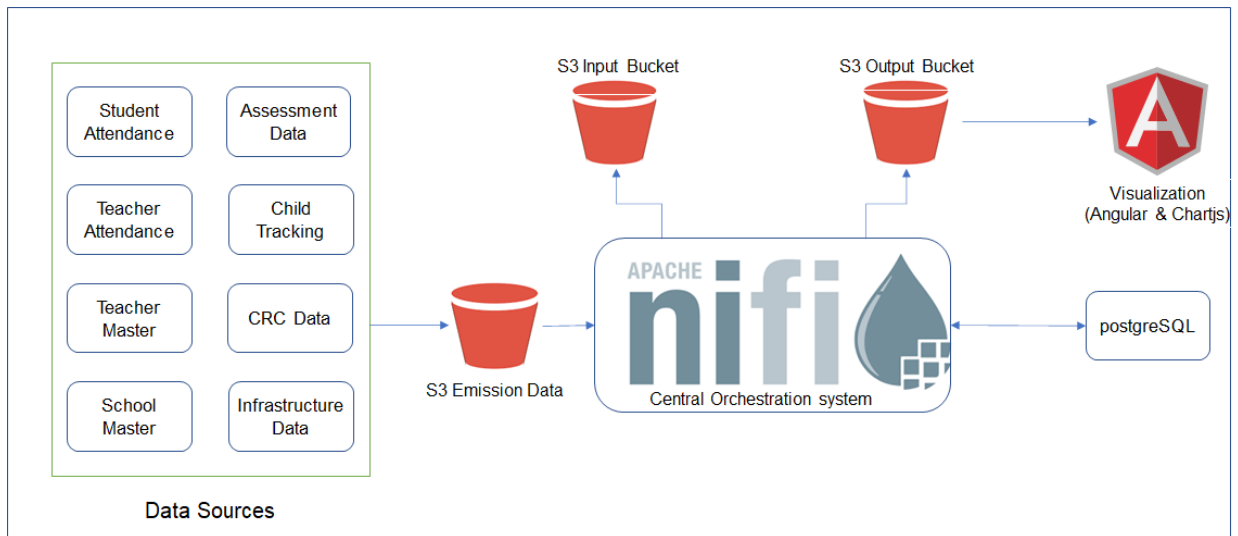 Student
Attendance
Assessment
Data
Teacher
Attendance
Child
Tracking
Teacher
Master
CRC Data
School
Master
Infrastructure
Data
Data Sources
S3 Emission Data
S3 Input Bucket
S3 Output Bucket
APACHE
nifi
Central Orchestration system
A
Visualization
(Angular & Chartjs)
postgreSQL